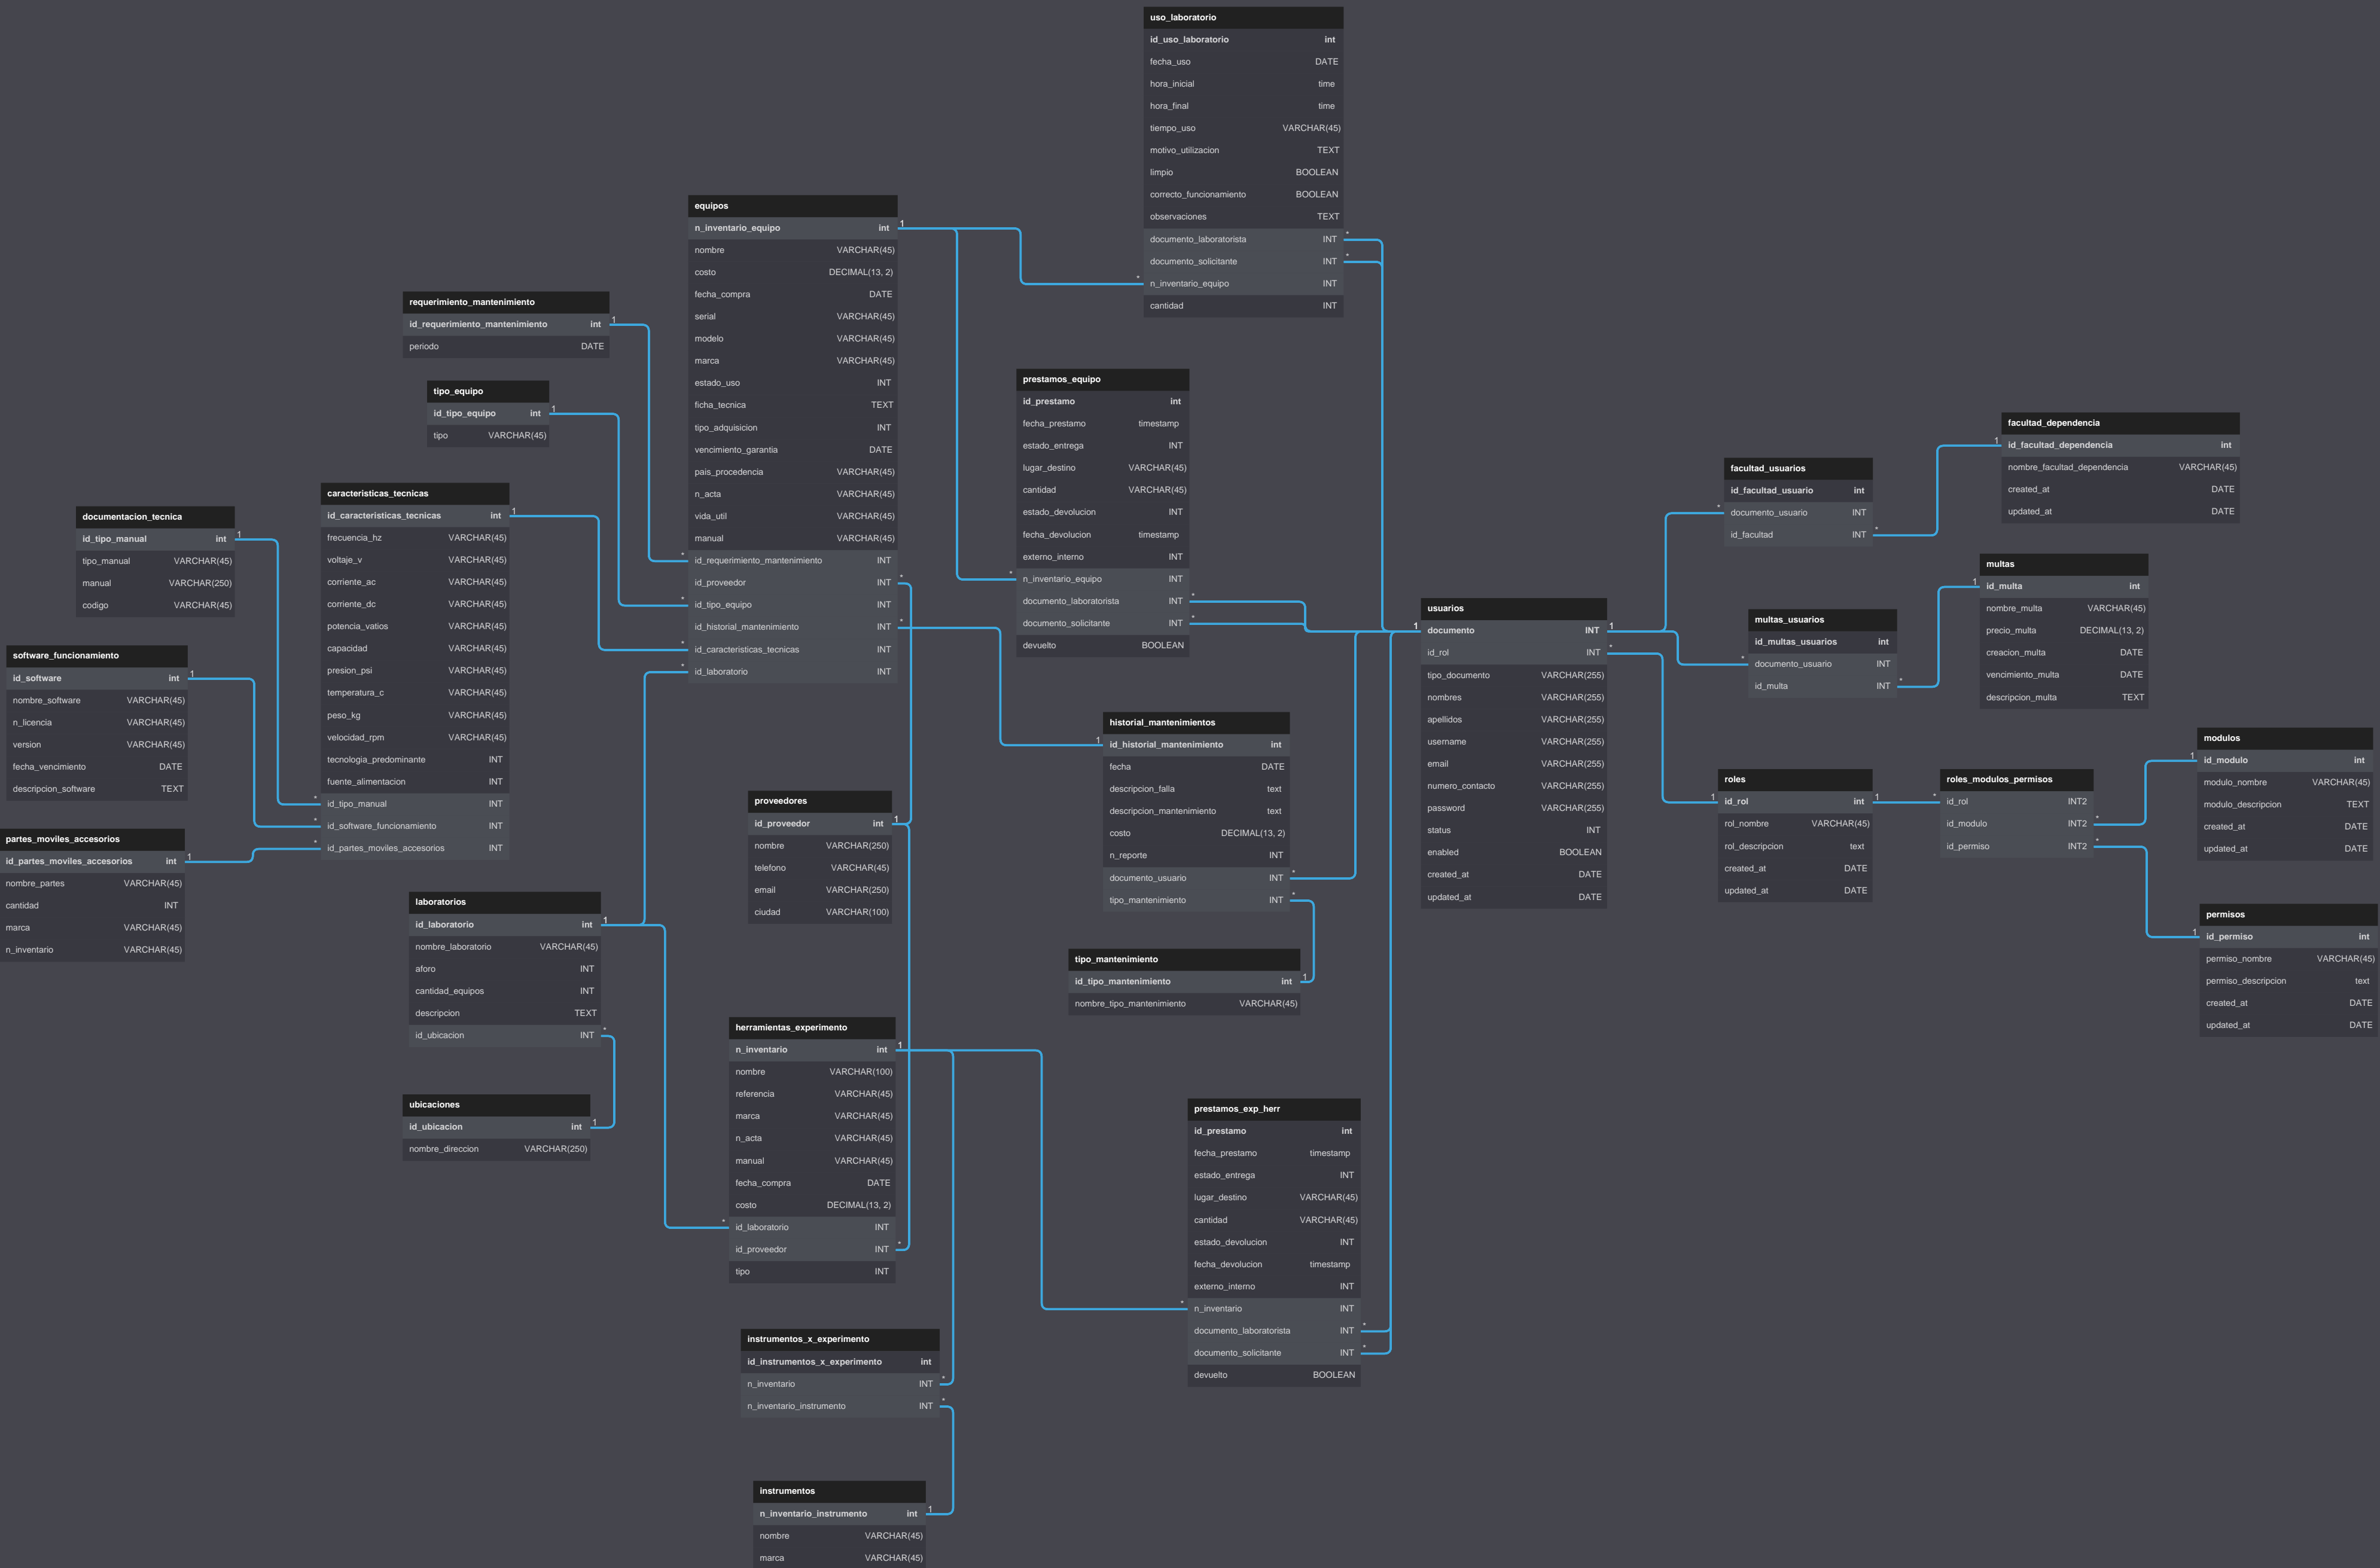 uso_laboratorio
id_uso_laboratorio int
fecha_uso DATE
hora_inicial time
hora_final time
tiempo_uso VARCHAR(45)
motivo_utilizacion TEXT
limpio BOOLEAN
correcto_funcionamiento BOOLEAN
observaciones TEXT
documento_laboratorista INT *
documento_solicitante INT *
* n_inventario_equipo INT
cantidad INT
equipos
n_inventario_equipo int 1
nombre VARCHAR(45)
costo DECIMAL(13, 2)
fecha_compra DATE
serial VARCHAR(45)
modelo VARCHAR(45)
marca VARCHAR(45)
estado_uso INT
ficha_tecnica TEXT
tipo_adquisicion INT
vencimiento_garantia DATE
pais_procedencia VARCHAR(45)
n_acta VARCHAR(45)
vida_util VARCHAR(45)
manual VARCHAR(45)
* id_requerimiento_mantenimiento INT
id_proveedor INT *
* id_tipo_equipo INT
id_historial_mantenimiento INT *
* id_caracteristicas_tecnicas INT
* id_laboratorio INT
requerimiento_mantenimiento
id_requerimiento_mantenimiento int 1
periodo DATE
tipo_equipo
id_tipo_equipo int 1
tipo VARCHAR(45)
prestamos_equipo
id_prestamo int
fecha_prestamo timestamp
estado_entrega INT
lugar_destino VARCHAR(45)
cantidad VARCHAR(45)
estado_devolucion INT
fecha_devolucion timestamp
externo_interno INT
* n_inventario_equipo INT
documento_laboratorista INT *
documento_solicitante INT *
devuelto BOOLEAN
facultad_dependencia
1 id_facultad_dependencia int
nombre_facultad_dependencia VARCHAR(45)
created_at DATE
updated_at DATE
facultad_usuarios
id_facultad_usuario int
* documento_usuario INT
id_facultad INT *
caracteristicas_tecnicas
id_caracteristicas_tecnicas int 1
frecuencia_hz VARCHAR(45)
voltaje_v VARCHAR(45)
corriente_ac VARCHAR(45)
corriente_dc VARCHAR(45)
potencia_vatios VARCHAR(45)
capacidad VARCHAR(45)
presion_psi VARCHAR(45)
temperatura_c VARCHAR(45)
peso_kg VARCHAR(45)
velocidad_rpm VARCHAR(45)
tecnologia_predominante INT
fuente_alimentacion INT
* id_tipo_manual INT
* id_software_funcionamiento INT
* id_partes_moviles_accesorios INT
documentacion_tecnica
id_tipo_manual int 1
tipo_manual VARCHAR(45)
manual VARCHAR(250)
codigo VARCHAR(45)
software_funcionamiento
id_software int 1
nombre_software VARCHAR(45)
n_licencia VARCHAR(45)
version VARCHAR(45)
fecha_vencimiento DATE
descripcion_software TEXT
partes_moviles_accesorios
id_partes_moviles_accesorios int 1
nombre_partes VARCHAR(45)
cantidad INT
marca VARCHAR(45)
n_inventario VARCHAR(45)
multas
1 id_multa int
nombre_multa VARCHAR(45)
precio_multa DECIMAL(13, 2)
creacion_multa DATE
vencimiento_multa DATE
descripcion_multa TEXT
multas_usuarios
id_multas_usuarios int
* documento_usuario INT
id_multa INT *
usuarios
1 documento INT 1
id_rol INT *
tipo_documento VARCHAR(255)
nombres VARCHAR(255)
apellidos VARCHAR(255)
username VARCHAR(255)
email VARCHAR(255)
numero_contacto VARCHAR(255)
password VARCHAR(255)
status INT
enabled BOOLEAN
created_at DATE
updated_at DATE
historial_mantenimientos
1 id_historial_mantenimiento int
fecha DATE
descripcion_falla text
descripcion_mantenimiento text
costo DECIMAL(13, 2)
n_reporte INT
documento_usuario INT *
tipo_mantenimiento INT *
modulos
1 id_modulo int
modulo_nombre VARCHAR(45)
modulo_descripcion TEXT
created_at DATE
updated_at DATE
roles
1 id_rol int 1
rol_nombre VARCHAR(45)
rol_descripcion text
created_at DATE
updated_at DATE
roles_modulos_permisos
* id_rol INT2
id_modulo INT2 *
id_permiso INT2 *
permisos
1 id_permiso int
permiso_nombre VARCHAR(45)
permiso_descripcion text
created_at DATE
updated_at DATE
proveedores
id_proveedor int 1
nombre VARCHAR(250)
telefono VARCHAR(45)
email VARCHAR(250)
ciudad VARCHAR(100)
laboratorios
id_laboratorio int 1
nombre_laboratorio VARCHAR(45)
aforo INT
cantidad_equipos INT
descripcion TEXT
id_ubicacion INT *
tipo_mantenimiento
id_tipo_mantenimiento int 1
nombre_tipo_mantenimiento VARCHAR(45)
ubicaciones
id_ubicacion int 1
nombre_direccion VARCHAR(250)
herramientas_experimento
n_inventario int 1
nombre VARCHAR(100)
referencia VARCHAR(45)
marca VARCHAR(45)
n_acta VARCHAR(45)
manual VARCHAR(45)
fecha_compra DATE
costo DECIMAL(13, 2)
* id_laboratorio INT
id_proveedor INT *
tipo INT
prestamos_exp_herr
id_prestamo int
fecha_prestamo timestamp
estado_entrega INT
lugar_destino VARCHAR(45)
cantidad VARCHAR(45)
estado_devolucion INT
fecha_devolucion timestamp
externo_interno INT
* n_inventario INT
documento_laboratorista INT *
documento_solicitante INT *
devuelto BOOLEAN
instrumentos_x_experimento
id_instrumentos_x_experimento int
n_inventario INT *
n_inventario_instrumento INT *
instrumentos
n_inventario_instrumento int 1
nombre VARCHAR(45)
marca VARCHAR(45)